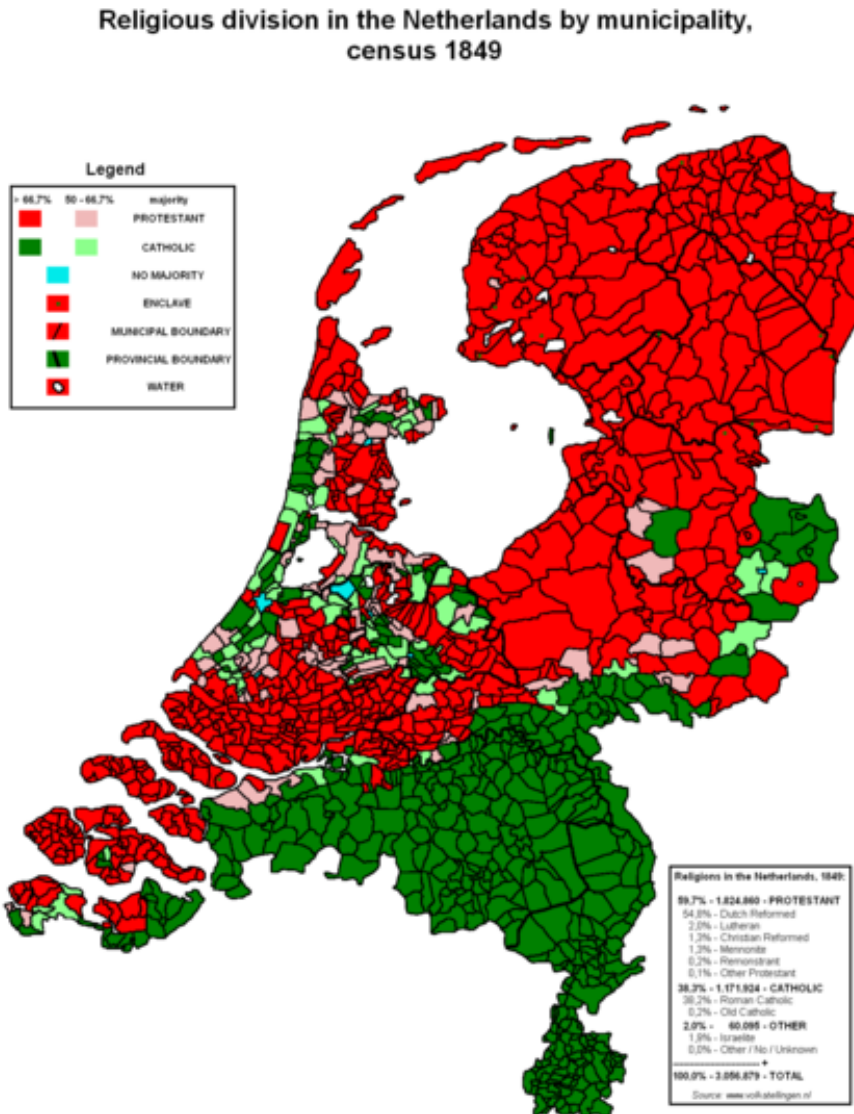 Religious division in the Netherlands by municipality,
census 1849
Legend
> 66,7% 50 - 66,7% majority
PROTESTANT
CATHOLIC
NO MAJORITY
ENCLAVE
MUNICIPAL BOUNDARY
PROVINCIAL BOUNDARY
WATER
Religions in the Netherlands, 1849:
59,7% - 1.824.860 - PROTESTANT
54,8% - Dutch Reformed
2,0% - Lutheran
1,3% - Christian Reformed
1,3% - Mennonite
0,2% - Remonstrant
0,1% - Other Protestant
38,3% - 1.171.924 - CATHOLIC
38,2% - Roman Catholic
0,2% - Old Catholic
2,0% - 60.095 - OTHER
1,9% - Israelite
0,0% - Other / No / Unknown
-------------------- +
100,0% - 3.056.879 - TOTAL
Source: www.volkstellingen.nl